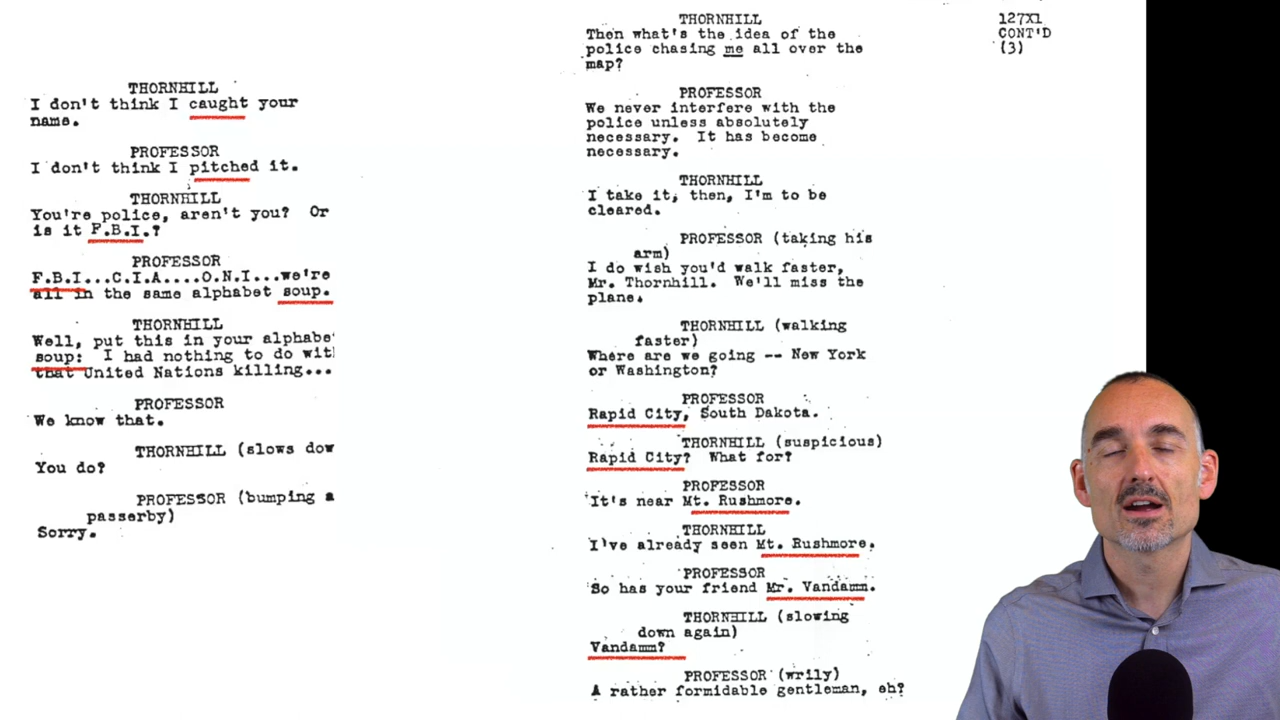 THORNHILL
I don't think I caught your
name.
PROFESSOR
I don't think I pitched it.
THORNHILL
You're police, aren't you? Or
is it F.B.I.?
PROFESSOR
F.B.I...C.I.A....O.N.I...we're
all in the same alphabet soup.
THORNHILL
Well, put this in your alphabe
soup: I had nothing to do wit
that United Nations killing...
PROFESSOR
We know that.
THORNHILL (slows dow
You do?
PROFESSOR (bumping a
passerby)
Sorry.
THORNHILL
Then what's the idea of the
police chasing me all over the
map?
PROFESSOR
We never interfere with the
police unless absolutely
necessary. It has become
necessary.
THORNHILL
I take it, then, I'm to be
cleared.
PROFESSOR (taking his
arm)
I do wish you'd walk faster,
Mr. Thornhill. We'll miss the
plane.
THORNHILL (walking
faster)
Where are we going -- New York
or Washington?
PROFESSOR
Rapid City, South Dakota.
THORNHILL (suspicious)
Rapid City? What for?
PROFESSOR
It's near Mt. Rushmore.
THORNHILL
I've already seen Mt. Rushmore.
PROFESSOR
So has your friend Mr. Vandamm.
THORNHILL (slowing
down again)
Vandamm?
PROFESSOR (wrily)
A rather formidable gentleman, eh?
127X1
CONT'D
(3)